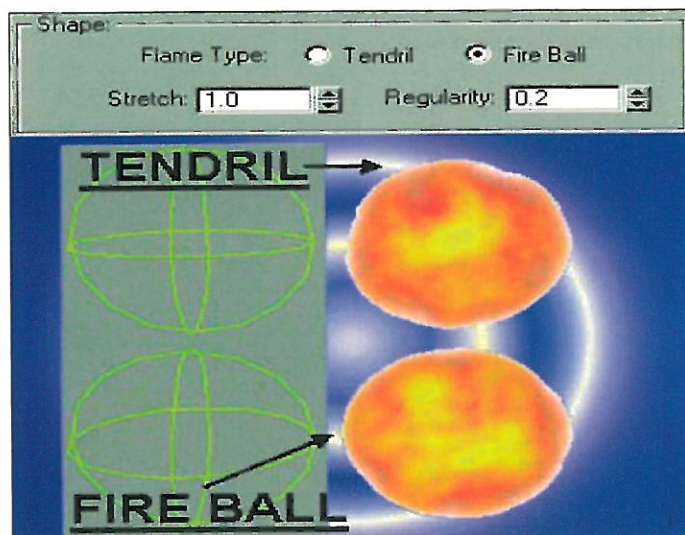 Shape:
Flame Type: Tendril Fire Ball
Stretch: 1.0 Regularity: 0.2
TENDRIL
FIRE BALL